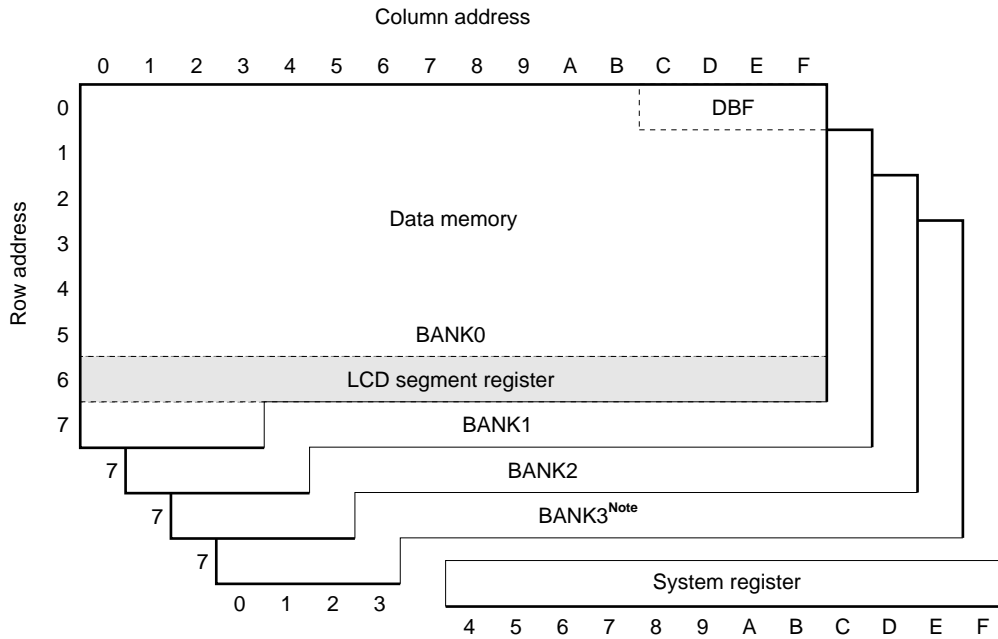 Column address
0 1 2 3 4 5 6 7 8 9 A B C D E F
0
DBF
1
2
Data memory
3
4
5
BANK0
6
LCD segment register
7
BANK1
7
BANK2
7
BANK3Note
7
System register
0 1 2 3
4 5 6 7 8 9 A B C D E F
Row address